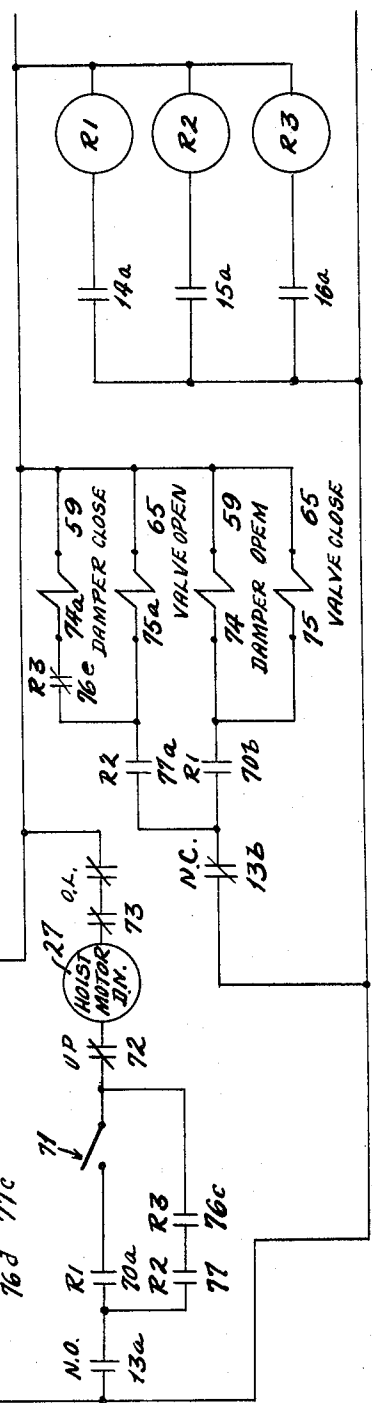 76d 77c
N.O.
13a
R1
70a
R2
77
R3
76c
71
UP
72
27
HOIST
MOTOR
DN.
73
O.L.
N.C.
13b
R2
77a
R1
70b
R3
76e
74a 59
DAMPER CLOSE
75a 65
VALVE OPEN
74 59
DAMPER OPEM
75 65
VALVE CLOSE
14a
R1
15a
R2
16a
R3